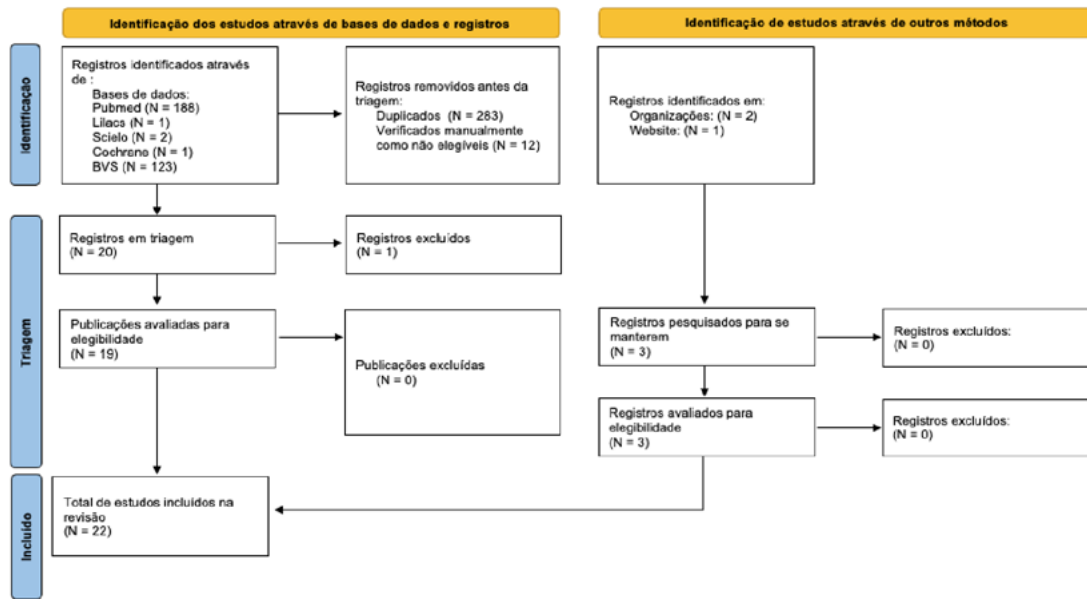 Identificação dos estudos através de bases de dados e registros
Identificação de estudos através de outros métodos
Identificação
Registros identificados através
de :
Bases de dados:
Pubmed (N = 188)
Lilacs (N = 1)
Scielo (N = 2)
Cochrane (N = 1)
BVS (N = 123)
Registros removidos antes da
triagem:
Duplicados (N = 283)
Verificados manualmente
como não elegíveis (N = 12)
Registros identificados em:
Organizações: (N = 2)
Website: (N = 1)
Triagem
Registros em triagem
(N = 20)
Registros excluídos
(N = 1)
Publicações avaliadas para
elegibilidade
(N = 19)
Publicações excluídas
(N = 0)
Registros pesquisados para se
manterem
(N = 3)
Registros excluídos:
(N = 0)
Registros avaliados para
elegibilidade
(N = 3)
Registros excluídos:
(N = 0)
Incluído
Total de estudos incluídos na
revisão
(N = 22)